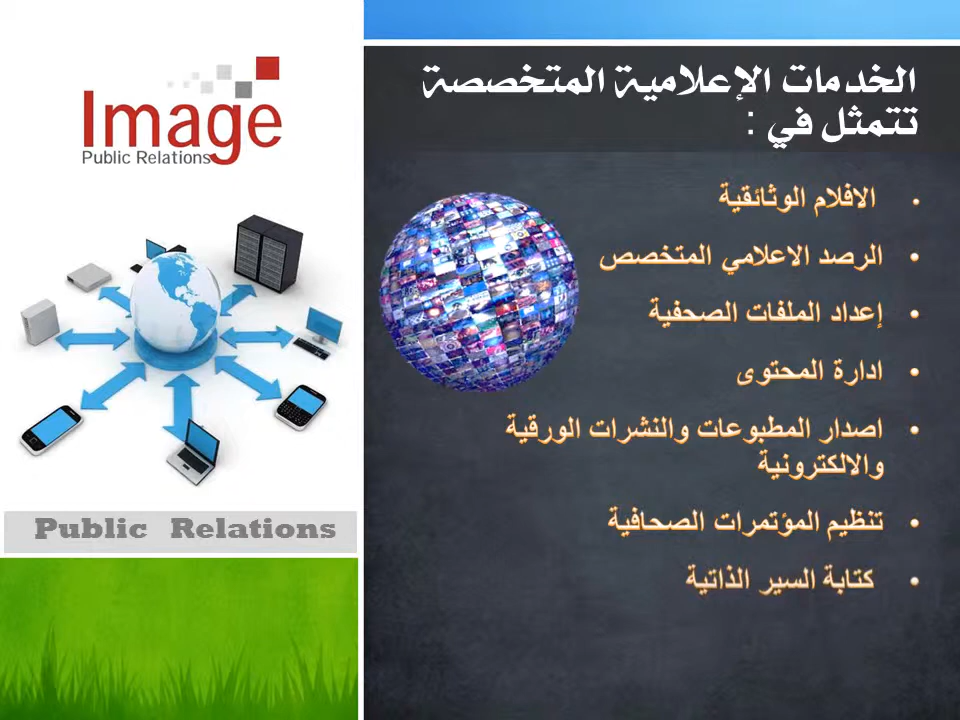 Image
Public Relations
Public Relations
الخدمات الإعلامية المتخصصة
تتمثل في :
• الافلام الوثائقية
• الرصد الاعلامي المتخصص
• إعداد الملفات الصحفية
• ادارة المحتوى
• اصدار المطبوعات والنشرات الورقية
والالكترونية
• تنظيم المؤتمرات الصحافية
• كتابة السير الذاتية